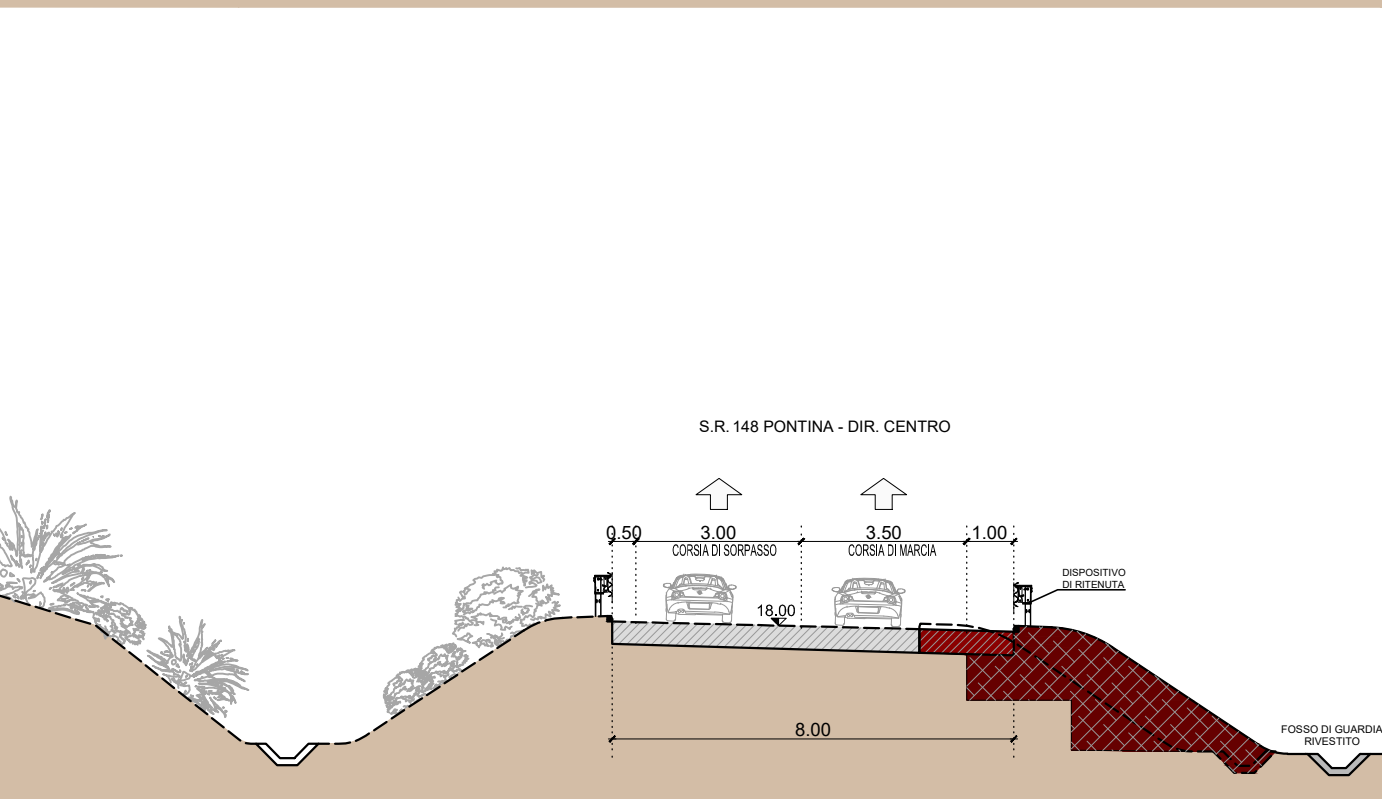 S.R. 148 PONTINA - DIR. CENTRO
0.50
3.00
3.50
1.00
CORSIA DI SORPASSO
CORSIA DI MARCIA
DISPOSITIVO
DI RITENUTA
18.00
8.00
FOSSO DI GUARDIA
RIVESTITO